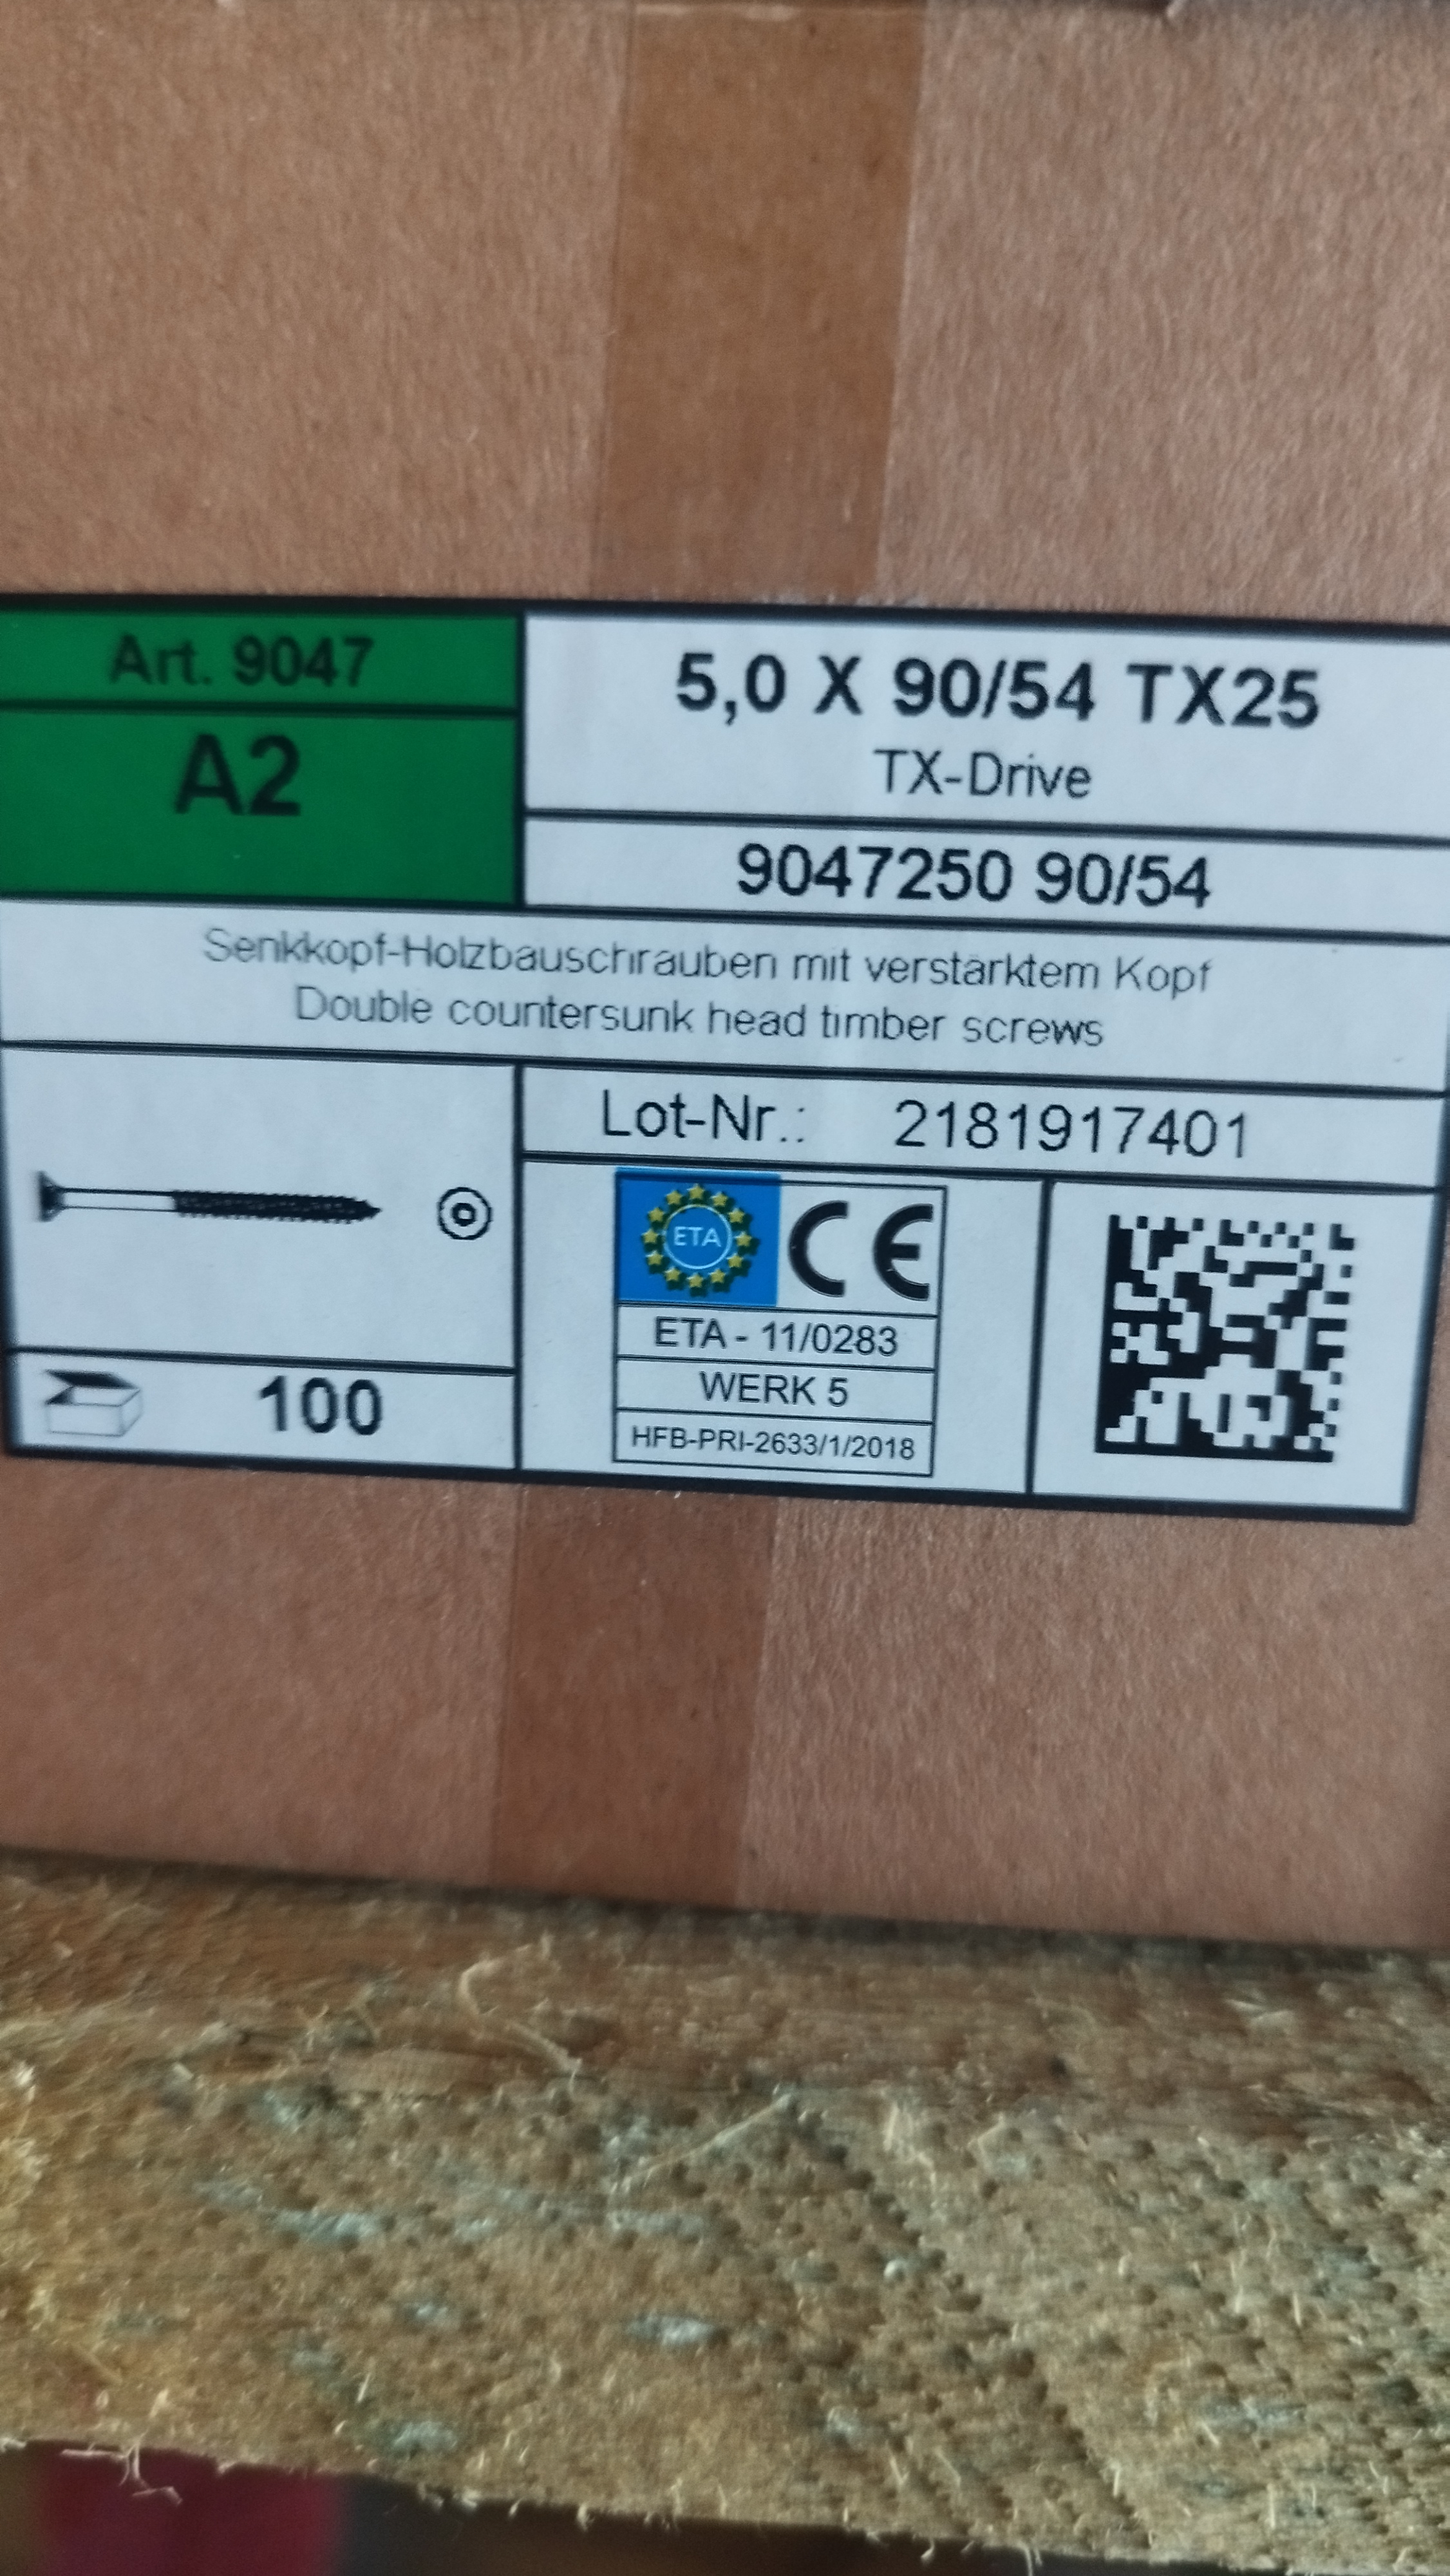 Art. 9047
A2
5,0 X 90/54 TX25
TX-Drive
9047250 90/54
Senkkopf-Holzbauschrauben mit verstärktem Kopf
Double countersunk head timber screws
Lot-Nr.: 2181917401
ETA CE
ETA - 11/0283
WERK 5
HFB-PRI-2633/1/2018
100